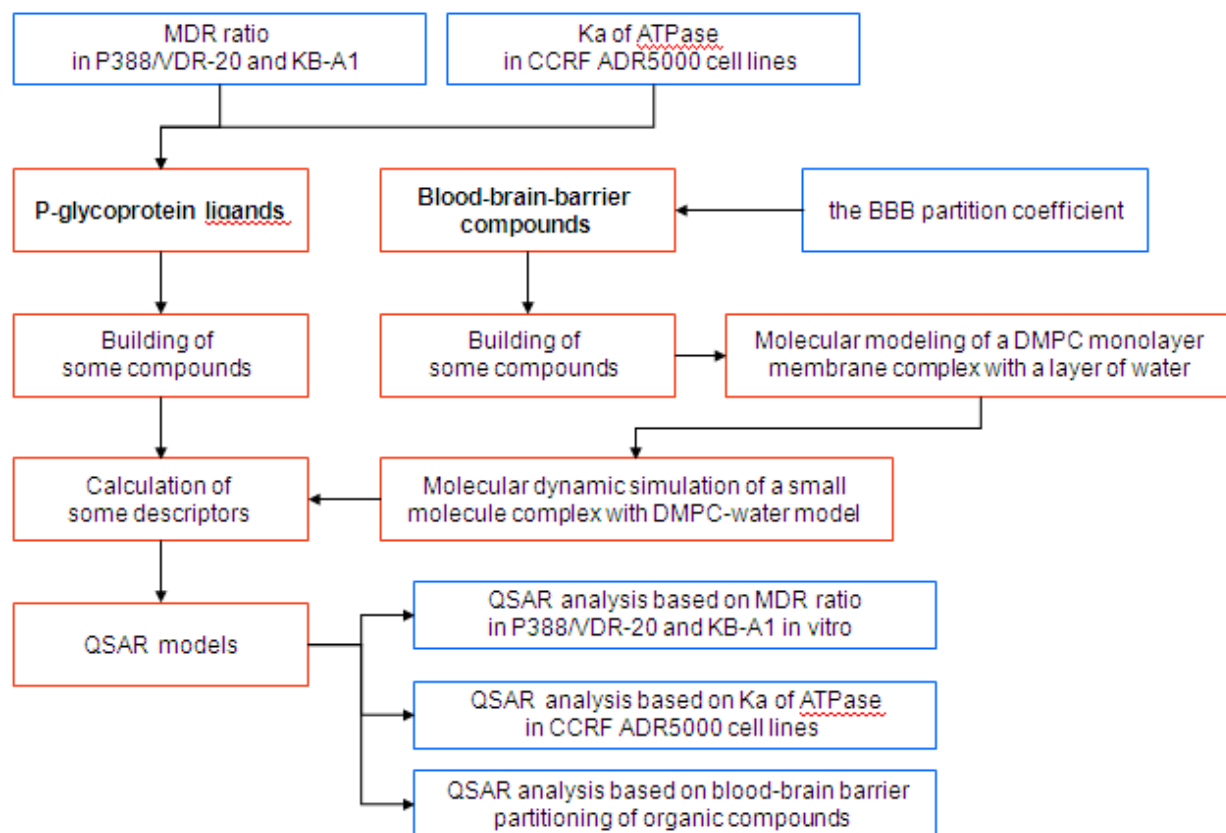 MDR ratio
in P388/VDR-20 and KB-A1
Ka of ATPase
in CCRF ADR5000 cell lines
P-glycoprotein ligands
Blood-brain-barrier
compounds
the BBB partition coefficient
Building of
some compounds
Building of
some compounds
Molecular modeling of a DMPC monolayer
membrane complex with a layer of water
Calculation of
some descriptors
Molecular dynamic simulation of a small
molecule complex with DMPC-water model
QSAR models
QSAR analysis based on MDR ratio
in P388/VDR-20 and KB-A1 in vitro
QSAR analysis based on Ka of ATPase
in CCRF ADR5000 cell lines
QSAR analysis based on blood-brain barrier
partitioning of organic compounds